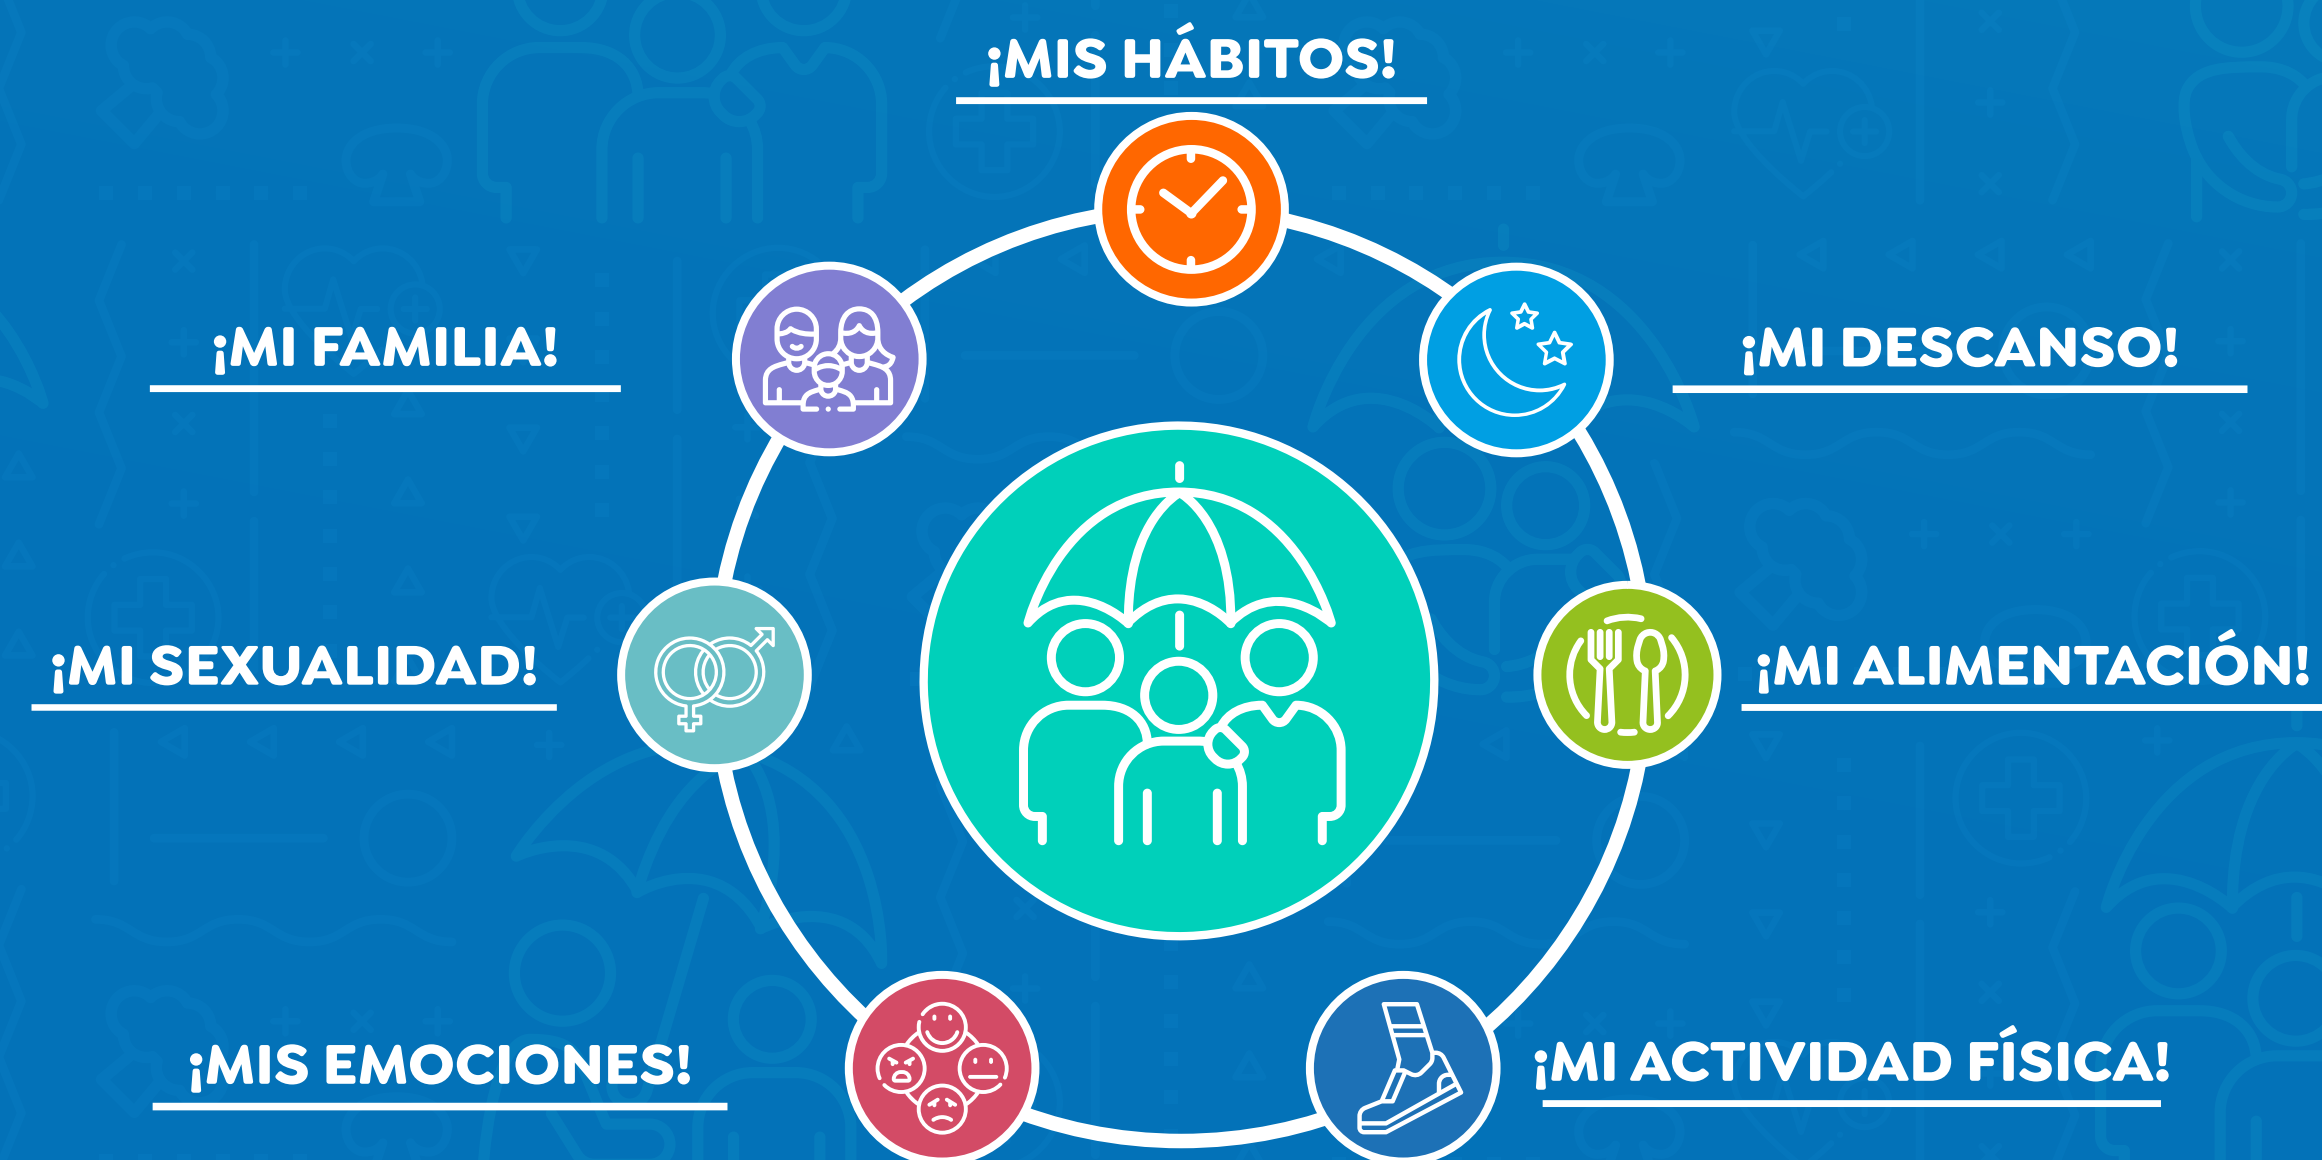 ¡MIS HÁBITOS!
¡MI FAMILIA!
¡MI DESCANSO!
¡MI SEXUALIDAD!
¡MI ALIMENTACIÓN!
¡MIS EMOCIONES!
¡MI ACTIVIDAD FÍSICA!